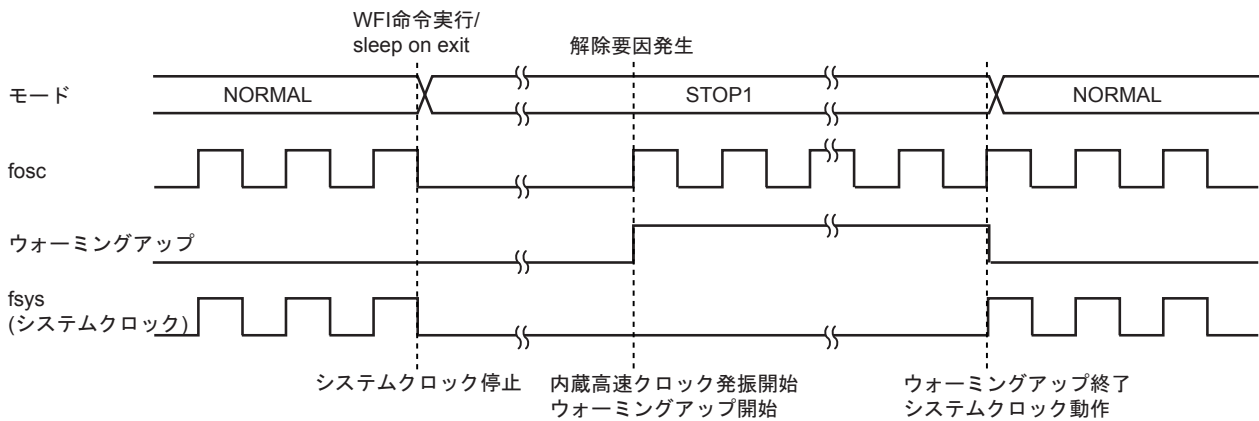 WFI命令実行/
sleep on exit
解除要因発生
モード
NORMAL
STOP1
NORMAL
fosc
ウォーミングアップ
fsys
(システムクロック)
システムクロック停止
内蔵高速クロック発振開始
ウォーミングアップ開始
ウォーミングアップ終了
システムクロック動作